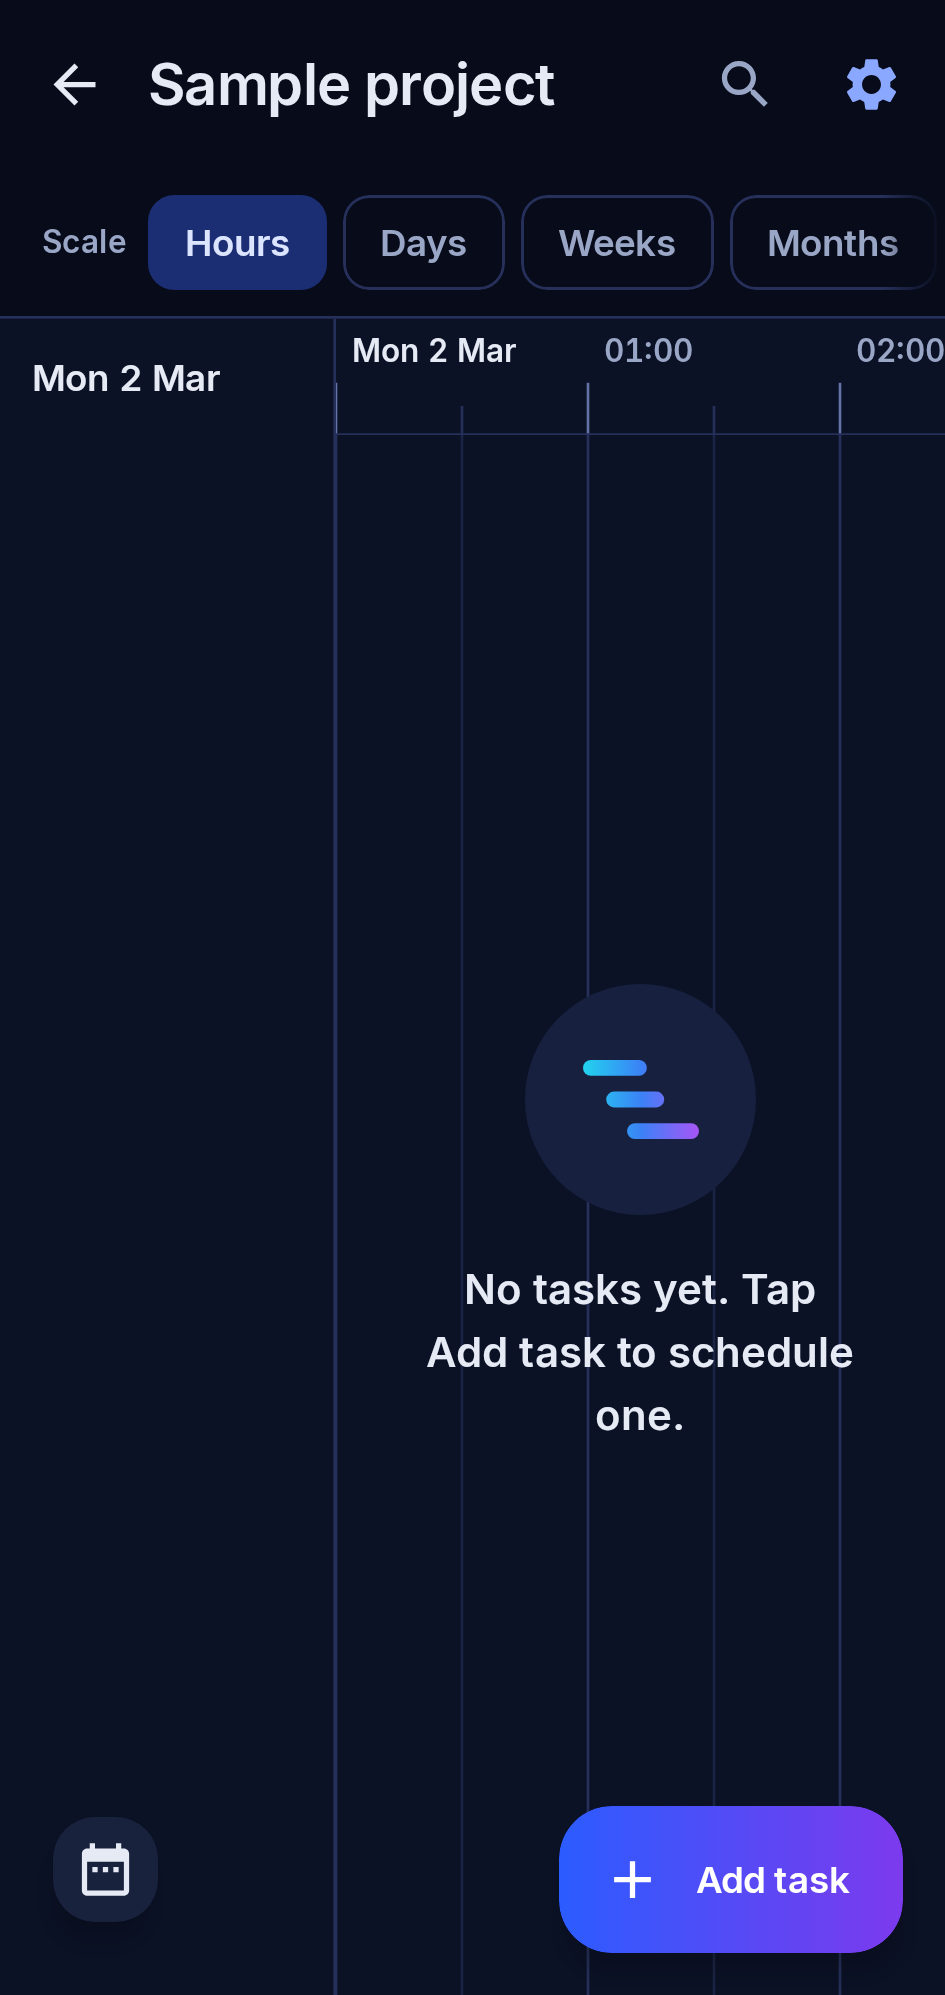 Sample project
Scale Hours Days Weeks Months
Mon 2 Mar Mon 2 Mar 01:00 02:00
No tasks yet. Tap
Add task to schedule
one.
Add task